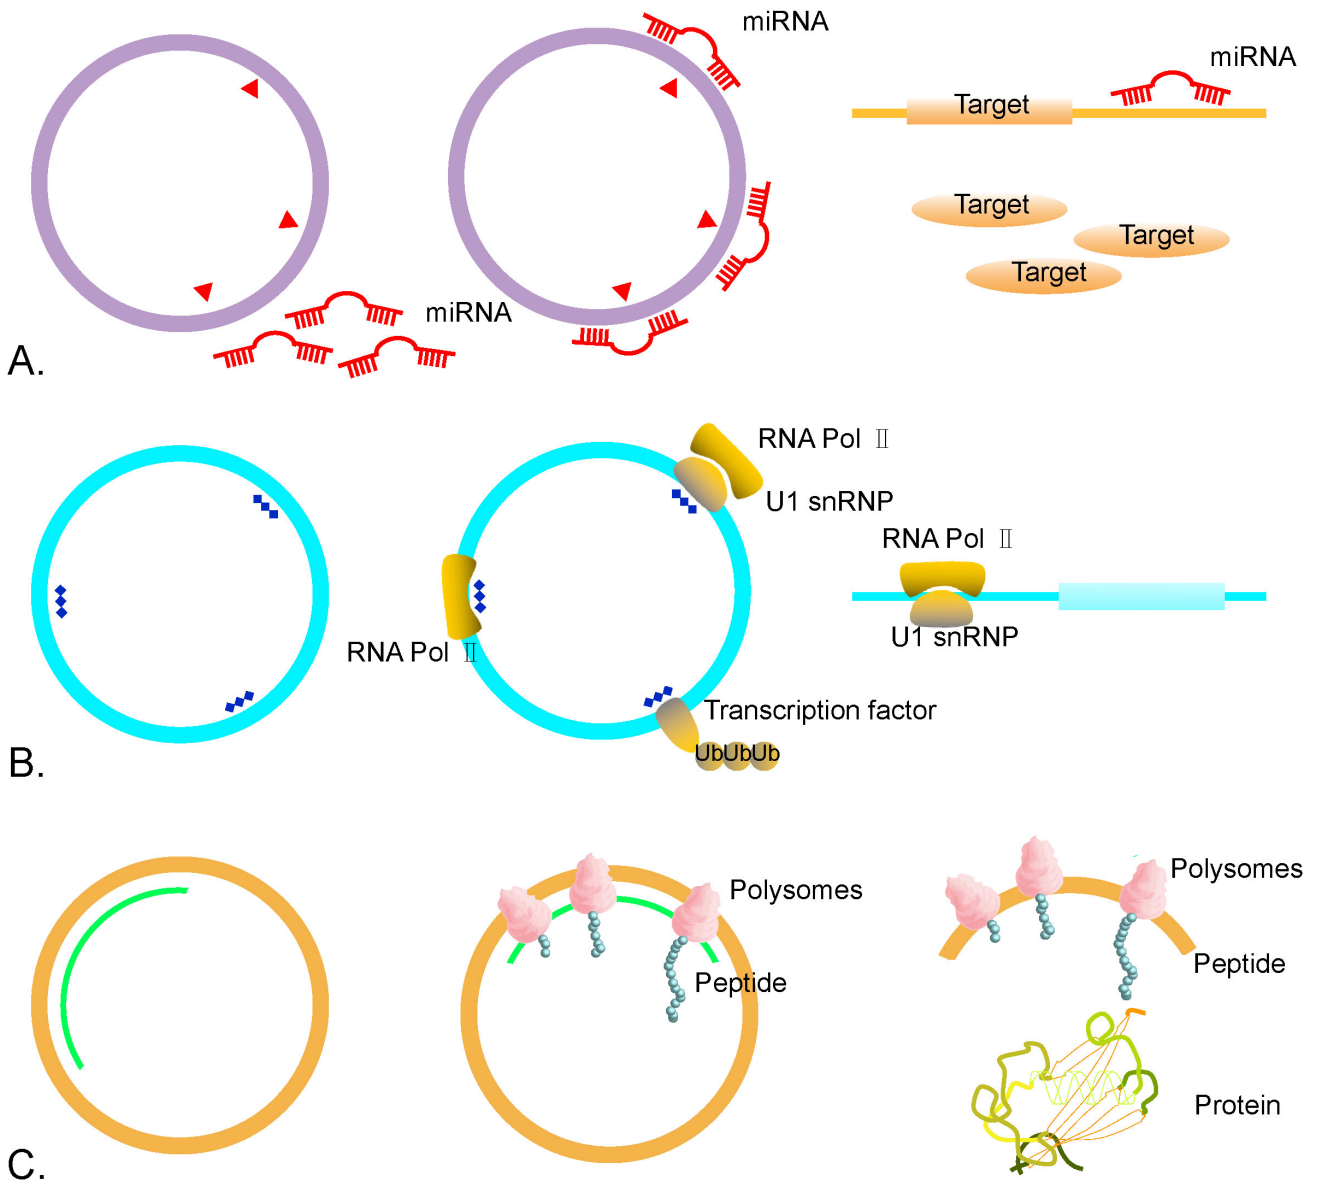 miRNA
miRNA
Target
Target
Target
Target
miRNA
A.
RNA Pol Ⅱ
U1 snRNP
RNA Pol Ⅱ
U1 snRNP
RNA Pol Ⅱ
Transcription factor
UbUbUb
B.
Polysomes
Polysomes
Peptide
Peptide
Protein
C.